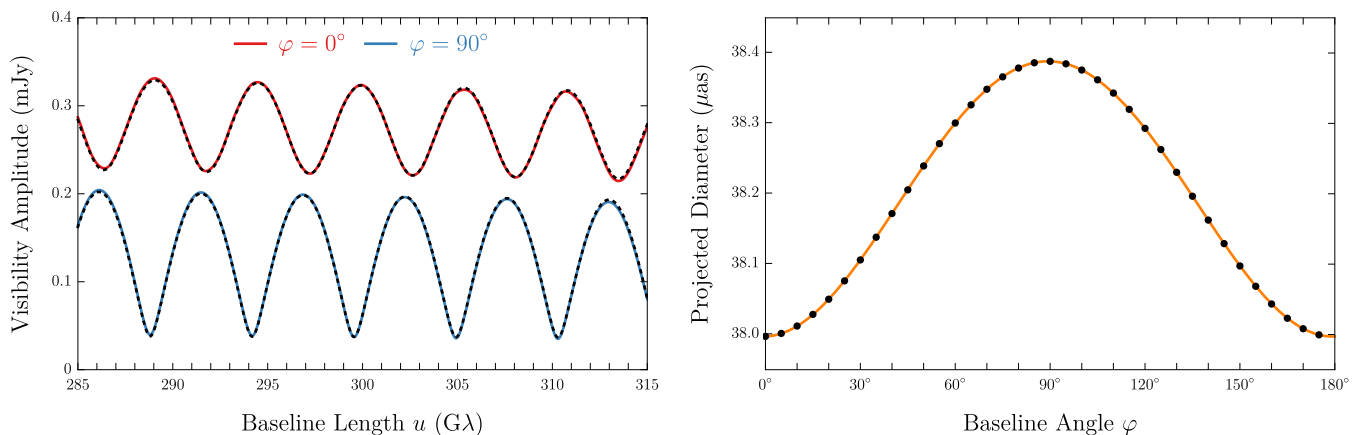 0.4
0.3
0.2
0.1
0
Visibility Amplitude (mJy)
φ = 0° φ = 90°
285 290 295 300 305 310 315
Baseline Length u (Gλ)
38.4
38.3
38.2
38.1
38.0
Projected Diameter (μas)
0° 30° 60° 90° 120° 150° 180°
Baseline Angle φ